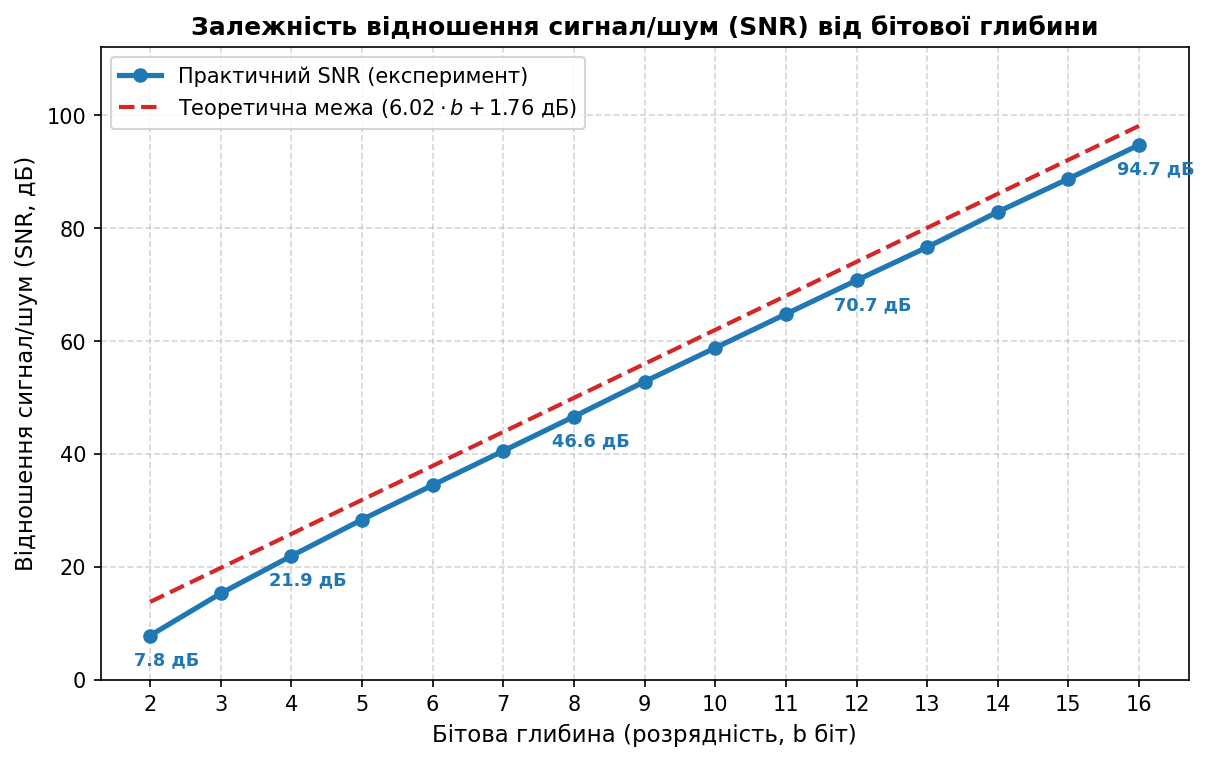 Залежність відношення сигнал/шум (SNR) від бітової глибини
Практичний SNR (експеримент)
Теоретична межа (6.02 · b + 1.76 дБ)
Відношення сигнал/шум (SNR, дБ)
100
80
60
40
20
0
94.7 дБ
70.7 дБ
46.6 дБ
21.9 дБ
7.8 дБ
2 3 4 5 6 7 8 9 10 11 12 13 14 15 16
Бітова глибина (розрядність, b біт)